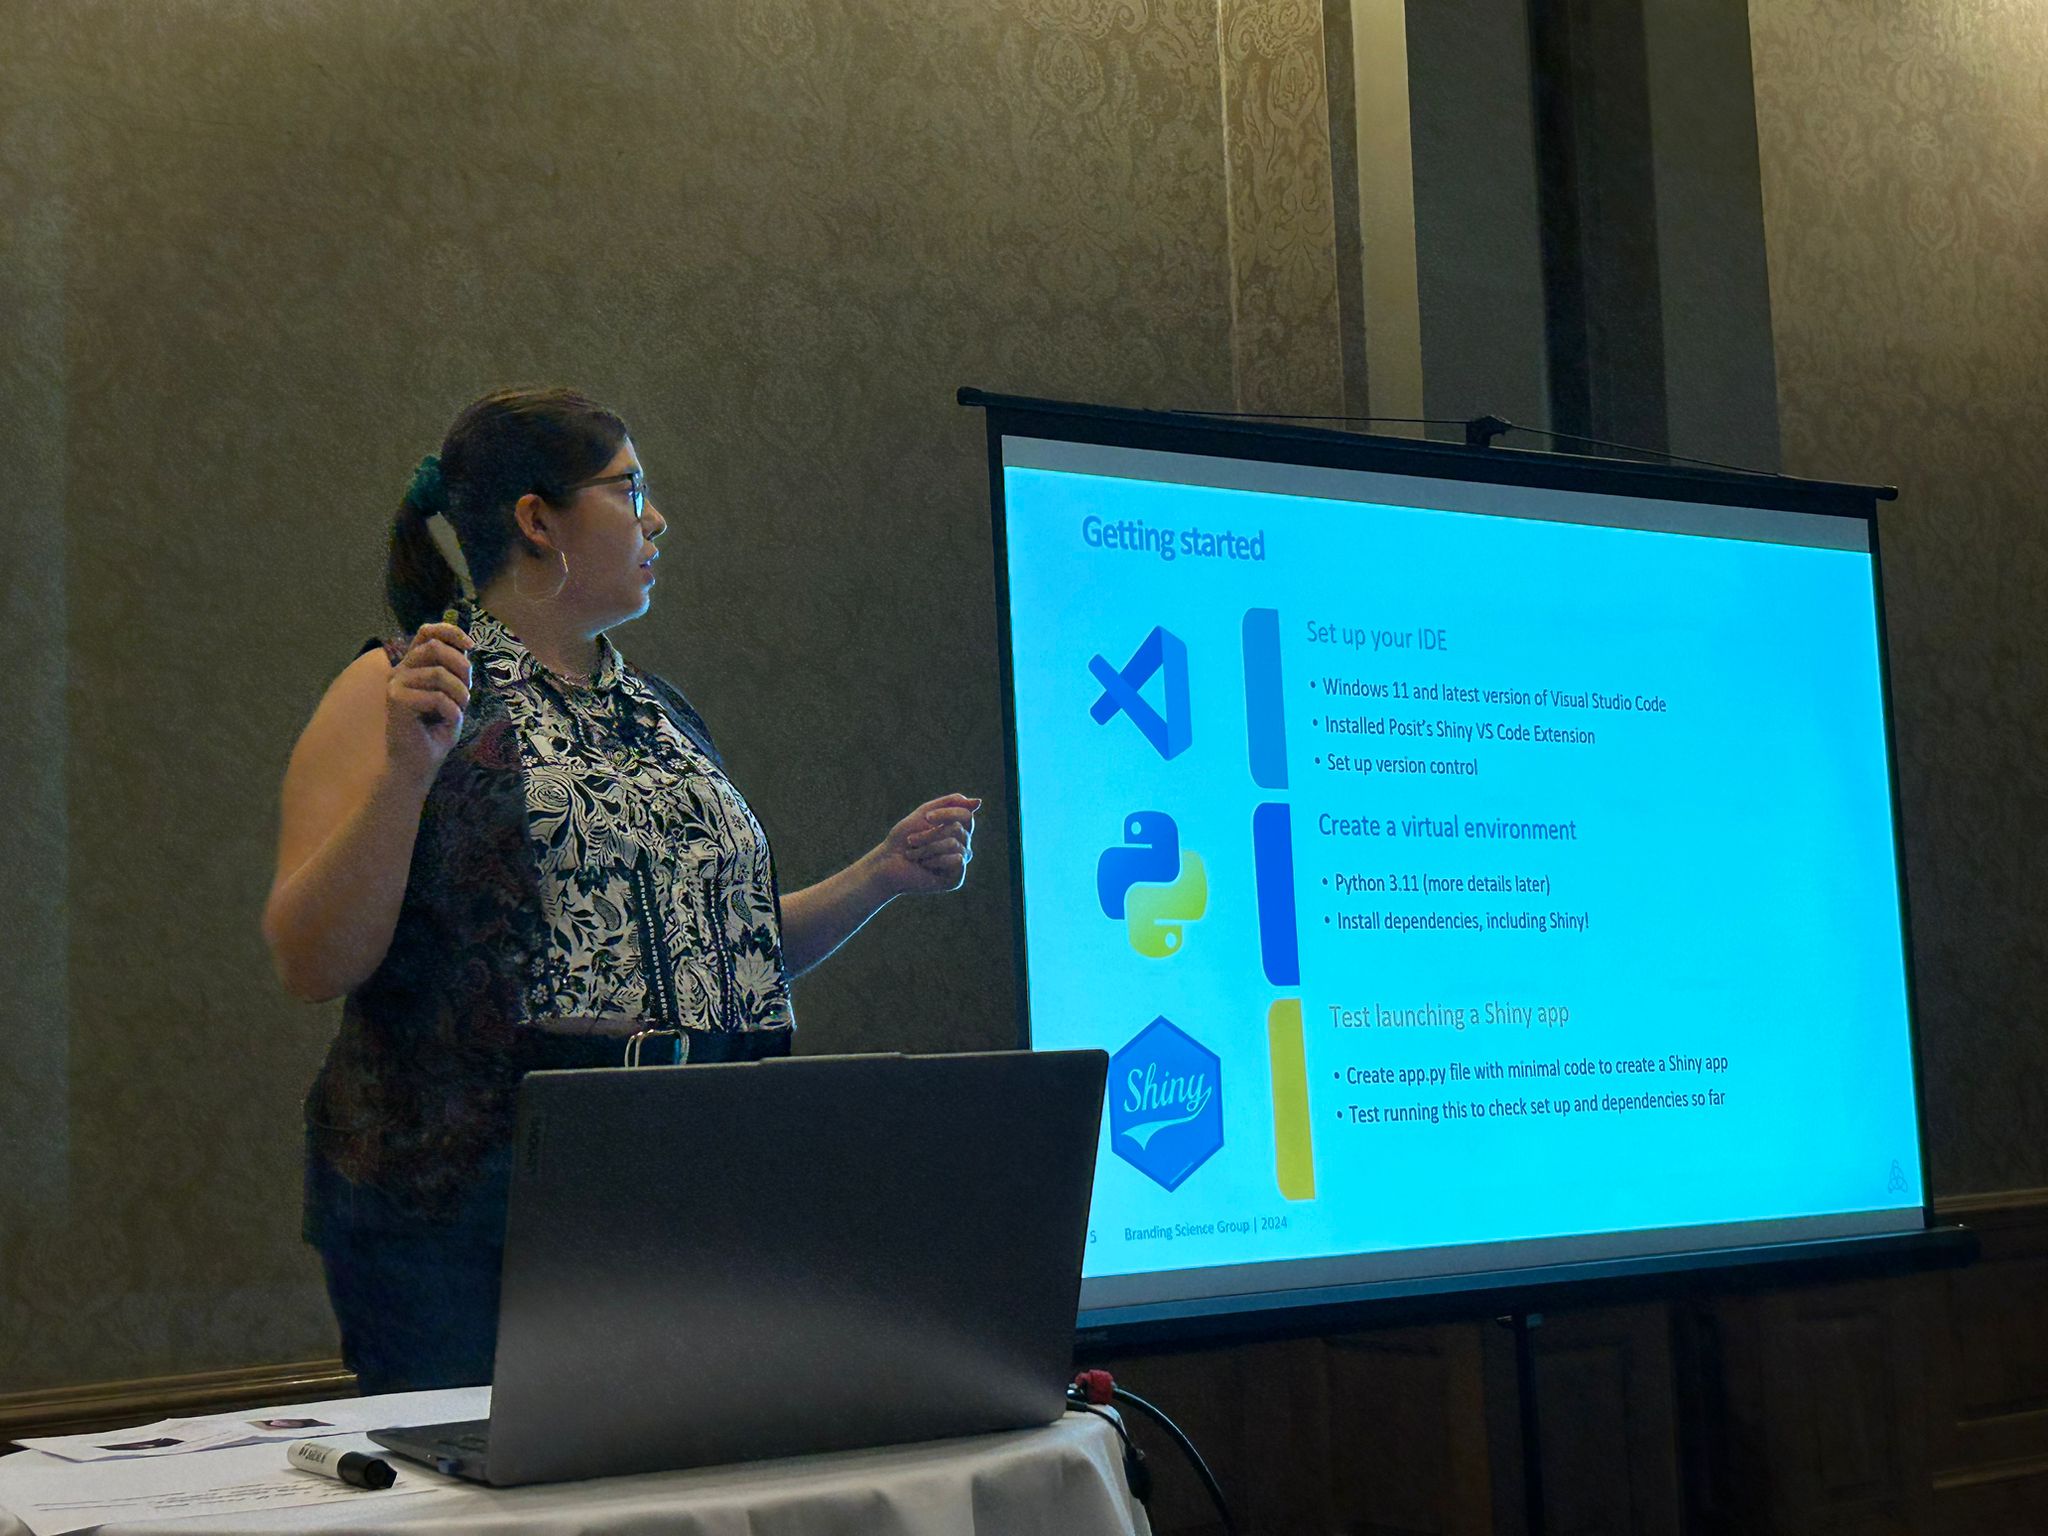 Getting started
Set up your IDE
• Windows 11 and latest version of Visual Studio Code
• Installed Posit's Shiny VS Code Extension
• Set up version control
Create a virtual environment
• Python 3.11 (more details later)
• Install dependencies, including Shiny!
Shiny
Test launching a Shiny app
• Create app.py file with minimal code to create a Shiny app
• Test running this to check set up and dependencies so far
5 Branding Science Group | 2024
Lenovo